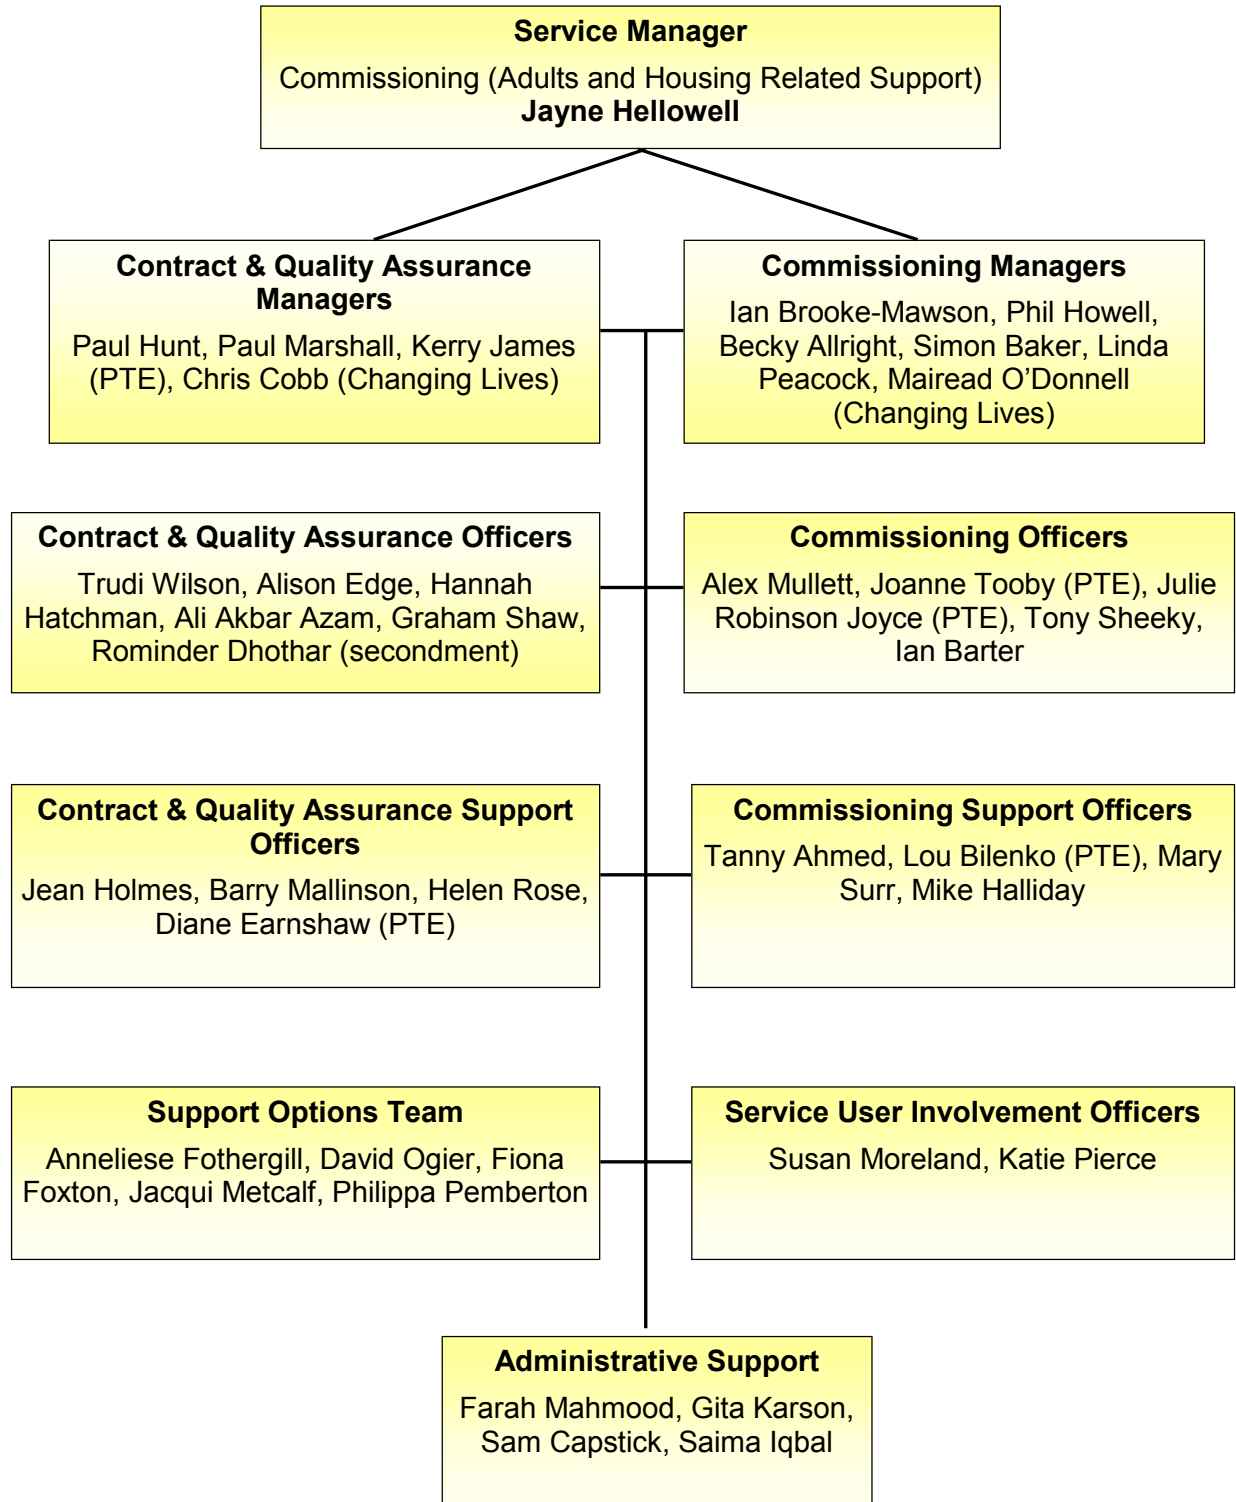 Service Manager
Commissioning (Adults and Housing Related Support)
Jayne Hellowell
Contract & Quality Assurance
Managers
Paul Hunt, Paul Marshall, Kerry James
(PTE), Chris Cobb (Changing Lives)
Commissioning Managers
Ian Brooke-Mawson, Phil Howell,
Becky Allright, Simon Baker, Linda
Peacock, Mairead O’Donnell
(Changing Lives)
Contract & Quality Assurance Officers
Trudi Wilson, Alison Edge, Hannah
Hatchman, Ali Akbar Azam, Graham Shaw,
Rominder Dhothar (secondment)
Commissioning Officers
Alex Mullett, Joanne Tooby (PTE), Julie
Robinson Joyce (PTE), Tony Sheeky,
Ian Barter
Contract & Quality Assurance Support
Officers
Jean Holmes, Barry Mallinson, Helen Rose,
Diane Earnshaw (PTE)
Commissioning Support Officers
Tanny Ahmed, Lou Bilenko (PTE), Mary
Surr, Mike Halliday
Support Options Team
Anneliese Fothergill, David Ogier, Fiona
Foxton, Jacqui Metcalf, Philippa Pemberton
Service User Involvement Officers
Susan Moreland, Katie Pierce
Administrative Support
Farah Mahmood, Gita Karson,
Sam Capstick, Saima Iqbal